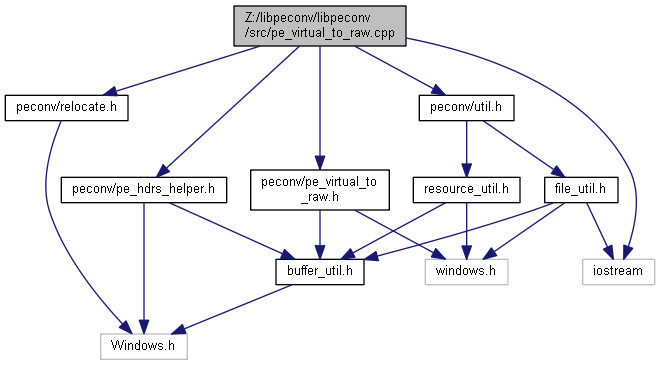 Z:/libpeconv/libpeconv
/src/pe_virtual_to_raw.cpp
peconv/relocate.h
peconv/util.h
peconv/pe_hdrs_helper.h
peconv/pe_virtual_to
_raw.h
resource_util.h
file_util.h
buffer_util.h
windows.h
iostream
Windows.h